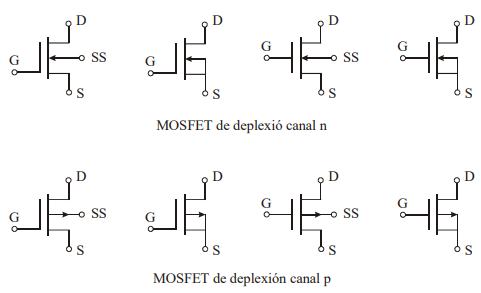 D D D D
G SS G G SS G
S S S S
MOSFET de deplexió canal n
D D D D
G SS G G SS G
S S S S
MOSFET de deplexión canal p